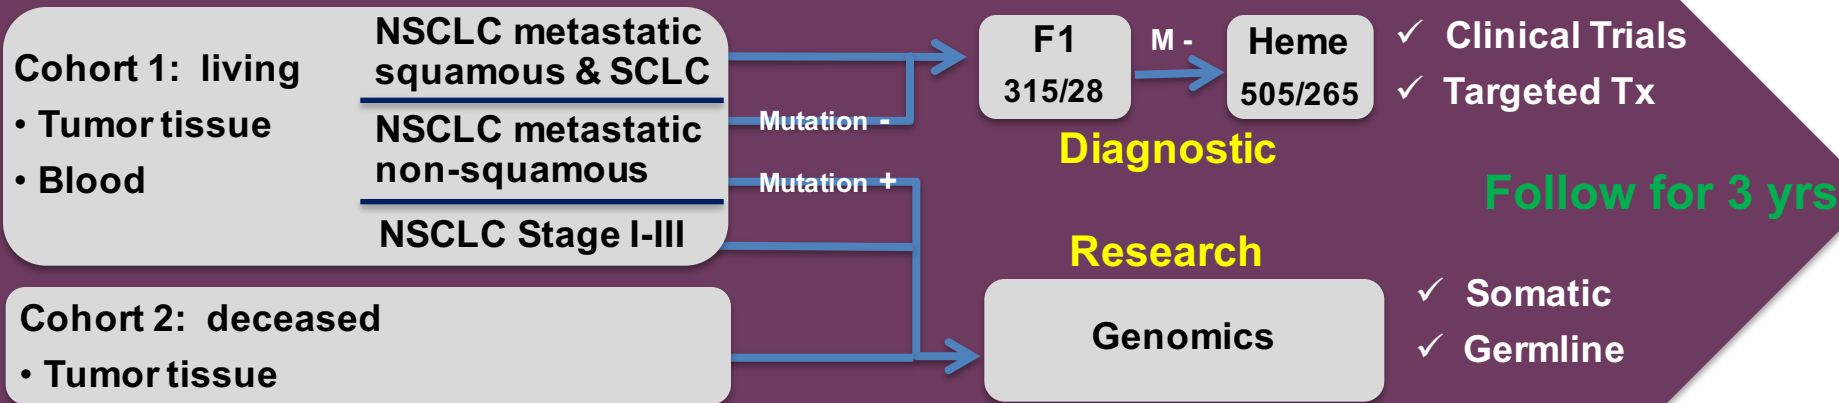 Cohort 1: living
• Tumor tissue
• Blood
NSCLC metastatic
squamous & SCLC
NSCLC metastatic
non-squamous
NSCLC Stage I-III
Mutation -
Mutation +
F1
315/28
M -
Heme
505/265
✓ Clinical Trials
✓ Targeted Tx
Diagnostic
Follow for 3 yrs
Research
Cohort 2: deceased
• Tumor tissue
Genomics
✓ Somatic
✓ Germline